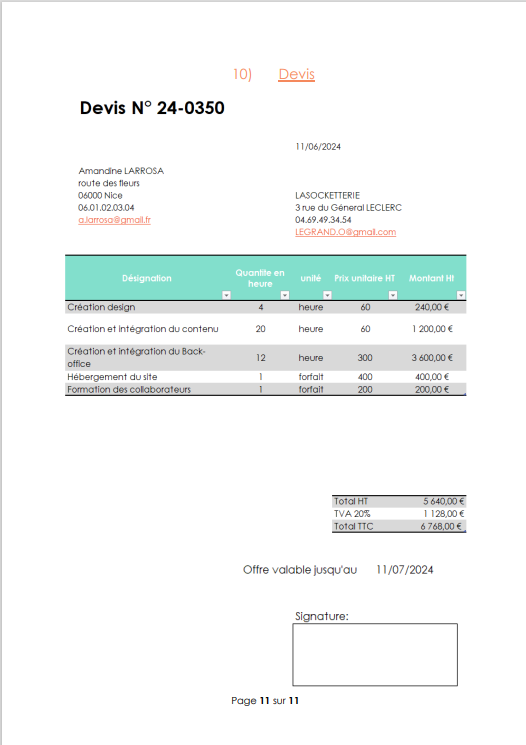 10) Devis
Devis N° 24-0350
11/06/2024
Amandine LARROSA
route des fleurs
06000 Nice
06.01.02.03.04
a.larrosa@gmail.fr
LASOCKETTERIE
3 rue du Géneral LECLERC
04.69.49.34.54
LEGRAND.O@gmail.com
Désignation Quantite en heure unité Prix unitaire HT Montant Ht
Création design 4 heure 60 240,00 €
Création et intégration du contenu 20 heure 60 1 200,00 €
Création et intégration du Back-
office 12 heure 300 3 600,00 €
Hébergement du site 1 forfait 400 400,00 €
Formation des collaborateurs 1 forfait 200 200,00 €
Total HT 5 640,00 €
TVA 20% 1 128,00 €
Total TTC 6 768,00 €
Offre valable jusqu'au 11/07/2024
Signature:
Page 11 sur 11